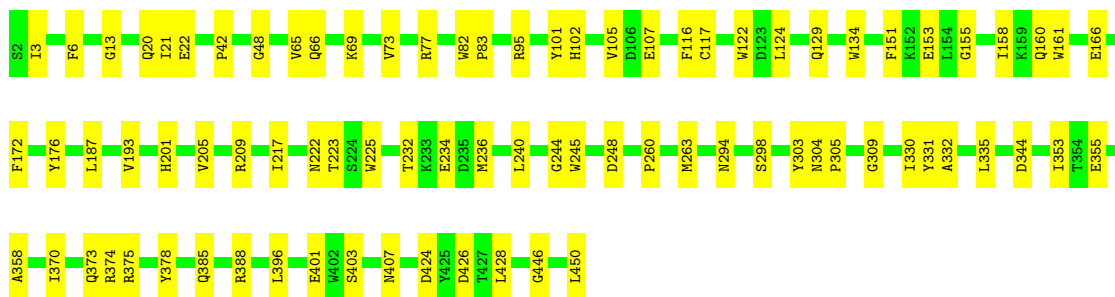 S2 I3 F6 G13 Q20 I21 E22 P42 G48 V65 Q66 K69 V73 R77 W82 P83 R95 Y101 H102 V105 D106 E107 F116 C117 W122 D123 L124 Q129 W134 F151 K152 E153 L154 G155 I158 K159 Q160 W161 E166
F172 Y176 L187 V193 H201 V205 R209 I217 N222 T223 S224 W225 T232 K233 E234 D235 M236 L240 G244 W245 D248 P260 M263 N294 S298 Y303 N304 P305 G309 I330 Y331 A332 L335 D344 I353 T354 E355
A358 I370 Q373 R374 R375 Y378 Q385 R388 L396 E401 W402 S403 N407 D424 Y425 D426 T427 L428 G446 L450